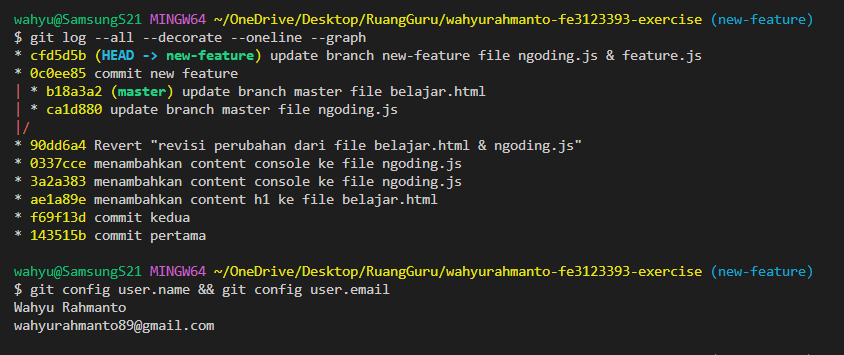 wahyu@SamsungS21 MINGW64 ~/OneDrive/Desktop/RuangGuru/wahyurahmanto-fe3123393-exercise (new-feature)
$ git log --all --decorate --oneline --graph
* cfd5d5b (HEAD -> new-feature) update branch new-feature file ngoding.js & feature.js
* 0c0ee85 commit new feature
| * b18a3a2 (master) update branch master file belajar.html
| * ca1d880 update branch master file ngoding.js
|/
* 90dd6a4 Revert "revisi perubahan dari file belajar.html & ngoding.js"
* 0337cce menambahkan content console ke file ngoding.js
* 3a2a383 menambahkan content console ke file ngoding.js
* ae1a89e menambahkan content h1 ke file belajar.html
* f69f13d commit kedua
* 143515b commit pertama
wahyu@SamsungS21 MINGW64 ~/OneDrive/Desktop/RuangGuru/wahyurahmanto-fe3123393-exercise (new-feature)
$ git config user.name && git config user.email
Wahyu Rahmanto
wahyurahmanto89@gmail.com